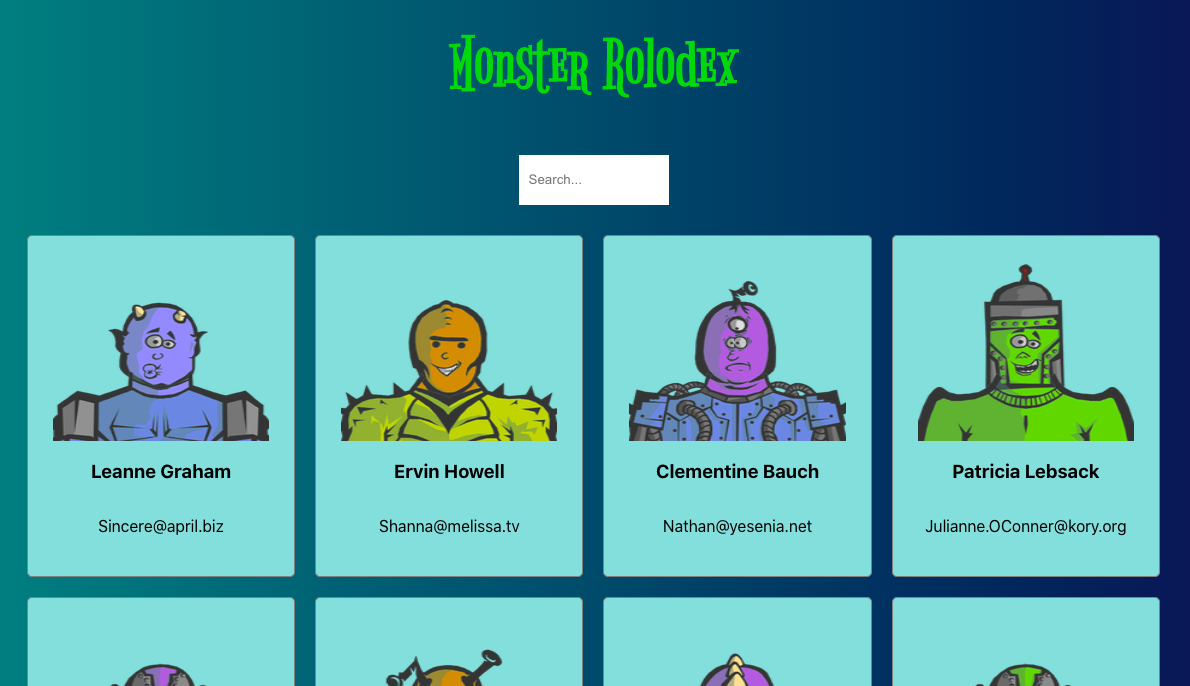 Monster Rolodex
Search...
Leanne Graham
Ervin Howell
Clementine Bauch
Patricia Lebsack
Sincere@april.biz
Shanna@melissa.tv
Nathan@yesenia.net
Julianne.OConner@kory.org